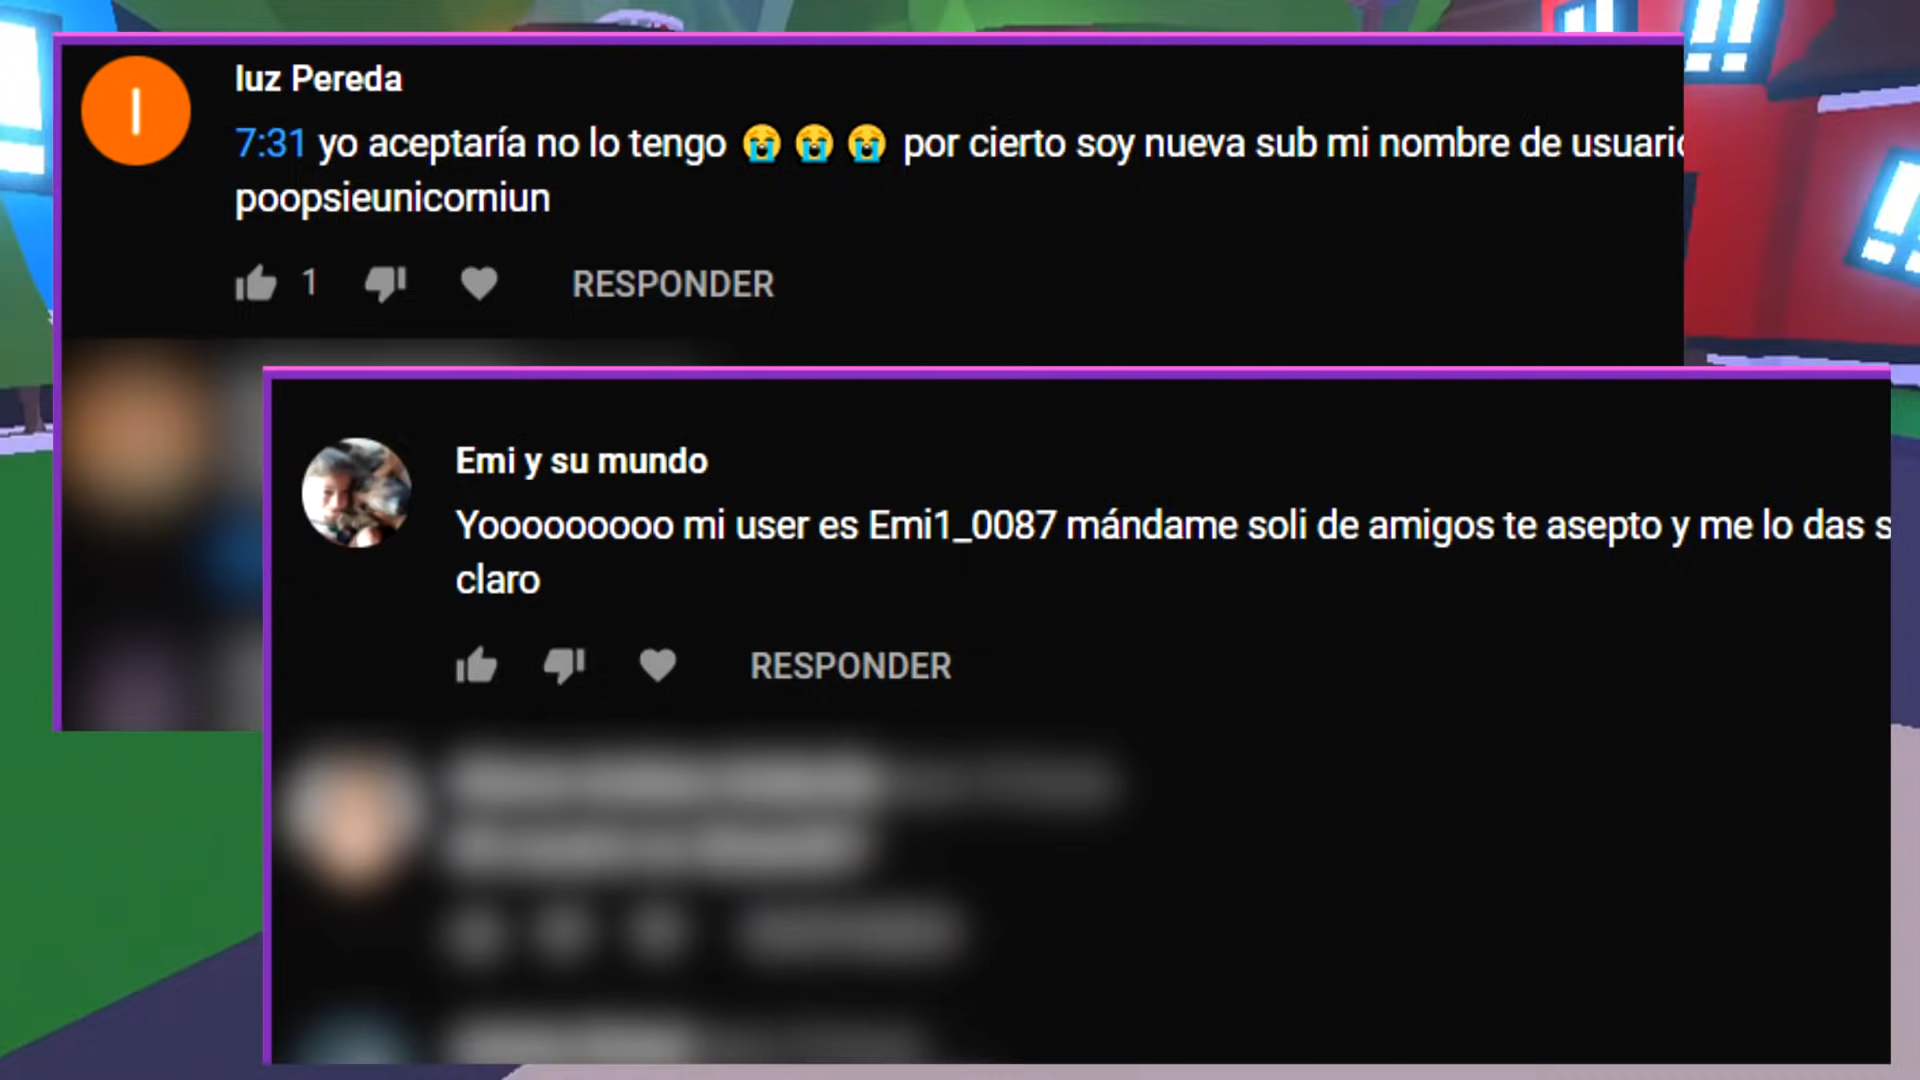 luz Pereda
7:31 yo aceptaría no lo tengo 😭😭😭 por cierto soy nueva sub mi nombre de usuario
poopsieunicorniun
1
RESPONDER
Emi y su mundo
Yooooooooo mi user es Emi1_0087 mándame soli de amigos te asepto y me lo das s
claro
RESPONDER